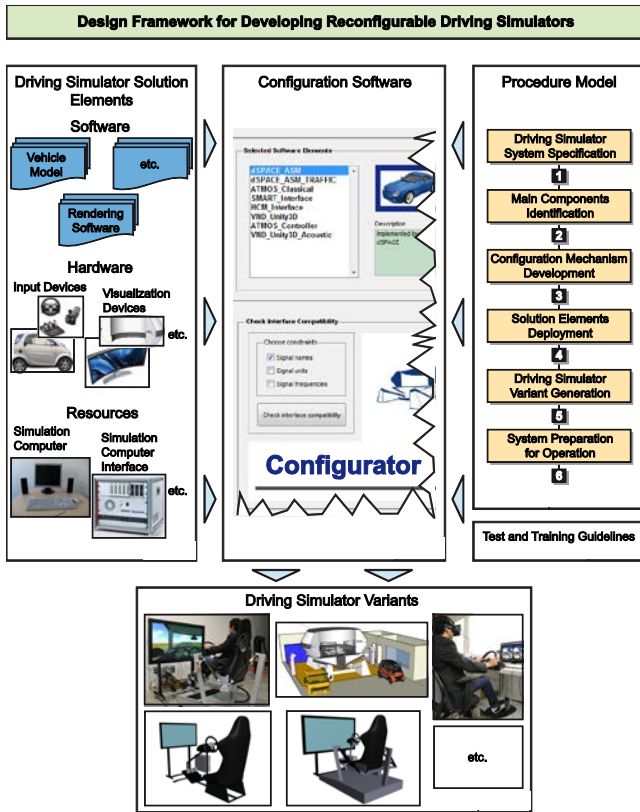 Design Framework for Developing Reconfigurable Driving Simulators
Driving Simulator Solution
Elements
Software
Vehicle
Model
etc.
Rendering
Software
Hardware
Input Devices
Visualization
Devices
etc.
Resources
Simulation
Computer
Simulation
Computer
Interface
etc.
Configuration Software
Selected Software Elements
dSPACE_ASM
dSPACE_ASM_TRAFFIC
ATMOS_Classical
SMART_Interface
HCM_Interface
VND_Unity3D
ATMOS_Controller
VND_Unity3D_Acoustic
Description
Implemented
dSPACE
Check Interface Compatibility
Choose constraints
Signal names
Signal units
Signal frequencies
Check interface compatibility
Configurator
Procedure Model
Driving Simulator
System Specification
1
Main Components
Identification
2
Configuration Mechanism
Development
3
Solution Elements
Deployment
4
Driving Simulator
Variant Generation
5
System Preparation
for Operation
6
Test and Training Guidelines
Driving Simulator Variants
etc.